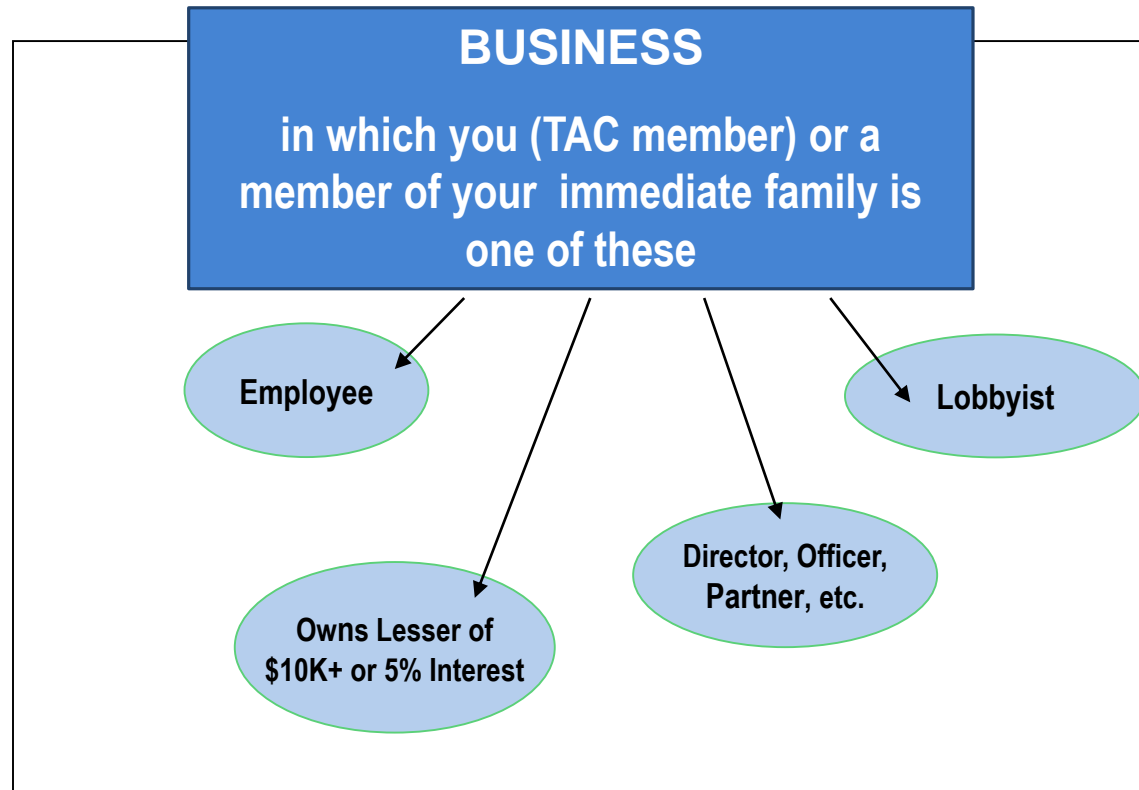 BUSINESS
in which you (TAC member) or a
member of your  immediate family is
one of these
Employee
Lobbyist
Director, Officer,
Partner, etc.
Owns Lesser of
$10K+ or 5% Interest